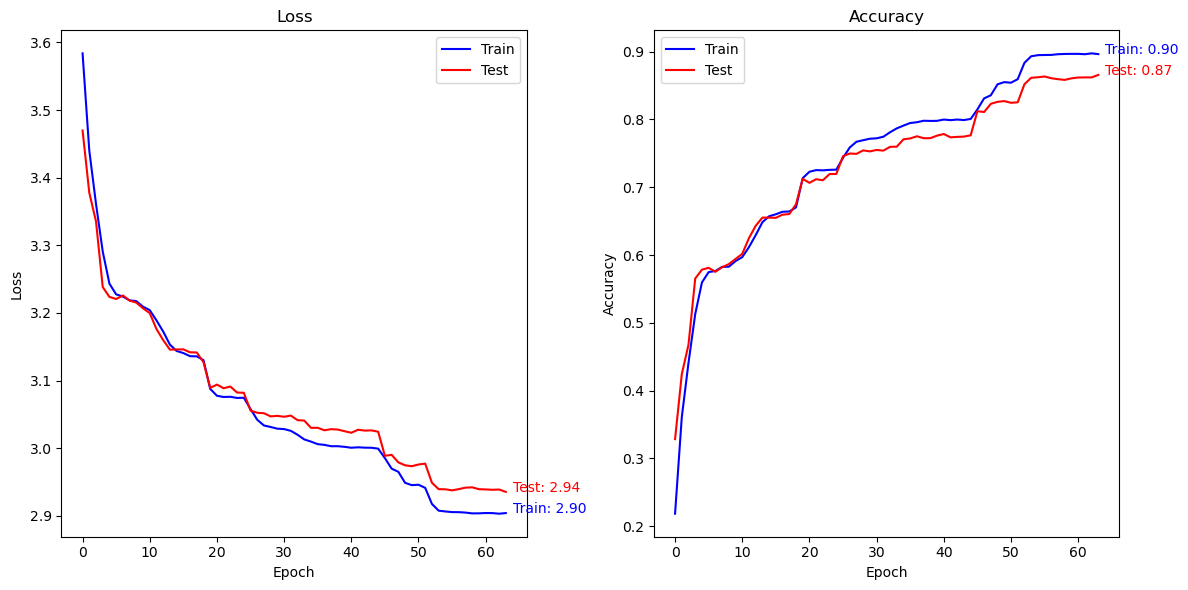 Loss
3.6
3.5
3.4
3.3
3.2
3.1
3.0
2.9
Loss
0
10
20
30
40
50
60
Epoch
Train
Test
Test: 2.94
Train: 2.90
Accuracy
0.9
0.8
0.7
0.6
0.5
0.4
0.3
0.2
Accuracy
0
10
20
30
40
50
60
Epoch
Train
Test
Train: 0.90
Test: 0.87